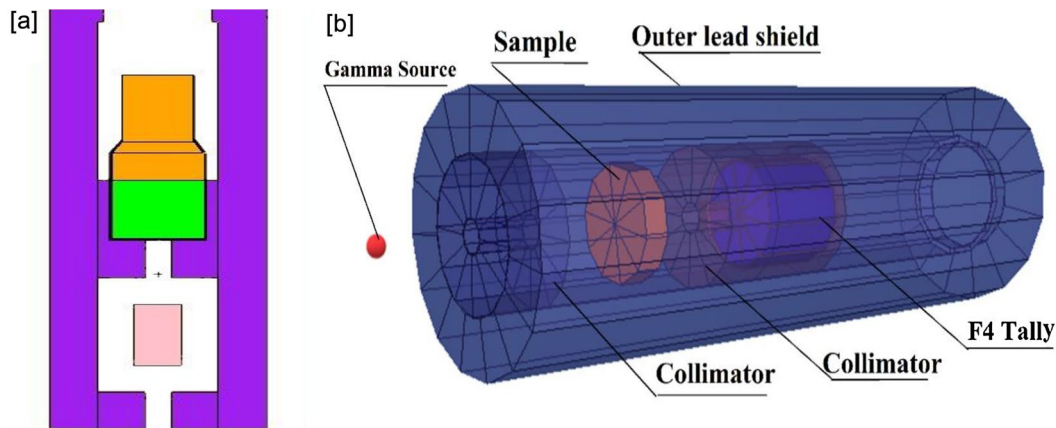 [a]
[b]
Gamma Source
Sample
Outer lead shield
Collimator
Collimator
F4 Tally